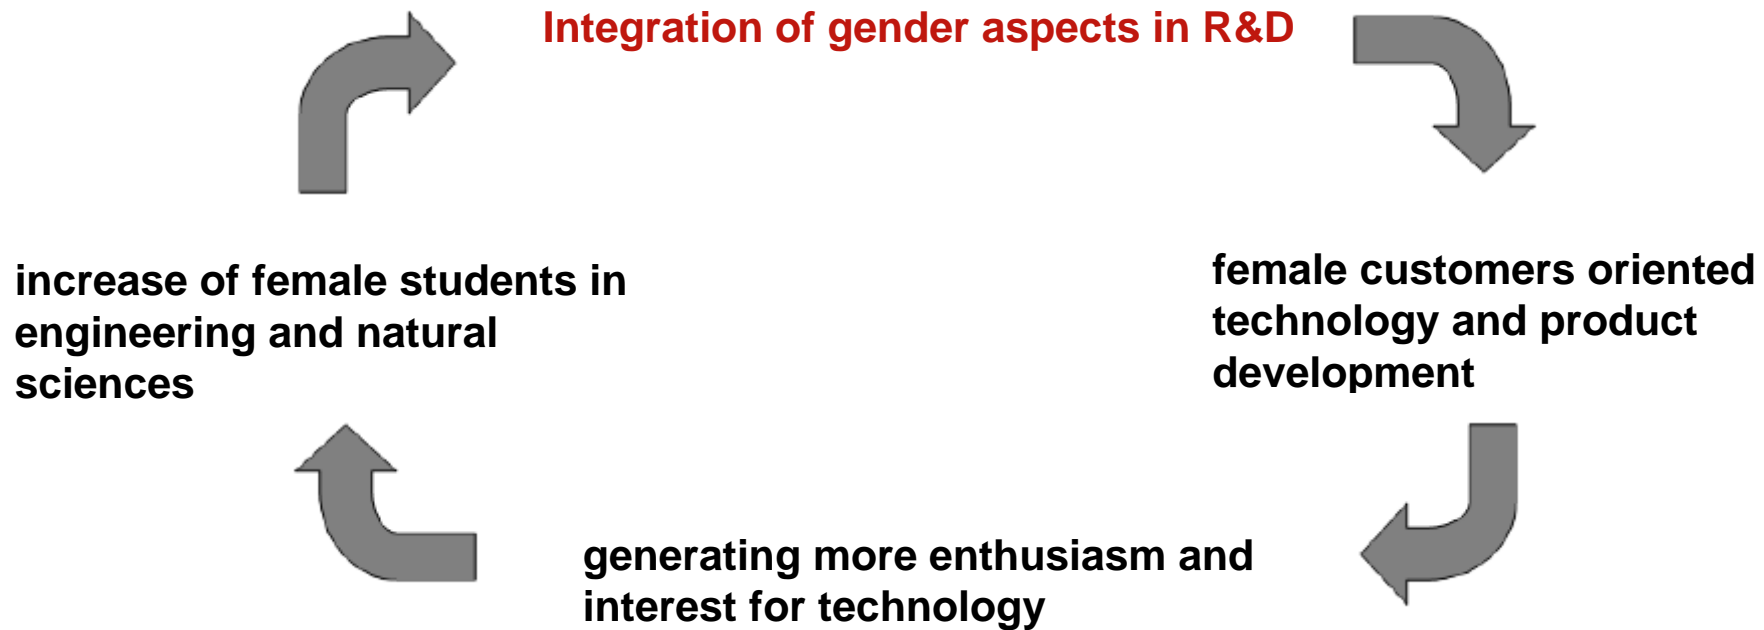 Integration of gender aspects in R&D
increase of female students in
engineering and natural
sciences
female customers oriented
technology and product
development
generating more enthusiasm and
interest for technology